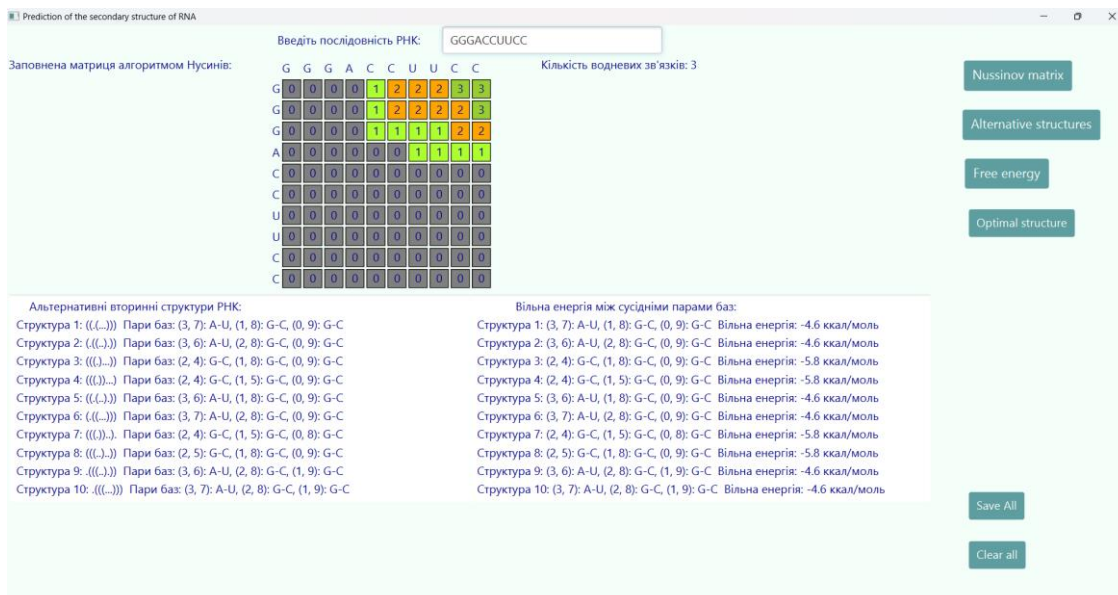 Prediction of the secondary structure of RNA
Введіть послідовність РНК: GGGACCUUCC
Заповнена матриця алгоритмом Нусинів:
Кількість водневих зв'язків: 3
G G G A C C U U C C
G 0 0 0 0 1 2 2 2 3 3
G 0 0 0 0 1 2 2 2 2 3
G 0 0 0 0 1 1 1 1 2 2
A 0 0 0 0 0 0 1 1 1 1
C 0 0 0 0 0 0 0 0 0 0
C 0 0 0 0 0 0 0 0 0 0
U 0 0 0 0 0 0 0 0 0 0
U 0 0 0 0 0 0 0 0 0 0
C 0 0 0 0 0 0 0 0 0 0
C 0 0 0 0 0 0 0 0 0 0
Nussinov matrix
Alternative structures
Free energy
Optimal structure
Альтернативні вторинні структури РНК:
Структура 1: ((.(...))) Пари баз: (3, 7): A-U, (1, 8): G-C, (0, 9): G-C
Структура 2: (.((..).)) Пари баз: (3, 6): A-U, (2, 8): G-C, (0, 9): G-C
Структура 3: (((.)...)) Пари баз: (2, 4): G-C, (1, 8): G-C, (0, 9): G-C
Структура 4: (((.))...) Пари баз: (2, 4): G-C, (1, 5): G-C, (0, 9): G-C
Структура 5: ((.(..).)) Пари баз: (3, 6): A-U, (1, 8): G-C, (0, 9): G-C
Структура 6: (.((...))) Пари баз: (3, 7): A-U, (2, 8): G-C, (0, 9): G-C
Структура 7: (((.))..). Пари баз: (2, 4): G-C, (1, 5): G-C, (0, 8): G-C
Структура 8: (((..)..)) Пари баз: (2, 5): G-C, (1, 8): G-C, (0, 9): G-C
Структура 9: .(((..).)) Пари баз: (3, 6): A-U, (2, 8): G-C, (1, 9): G-C
Структура 10: .(((...))) Пари баз: (3, 7): A-U, (2, 8): G-C, (1, 9): G-C
Вільна енергія між сусідніми парами баз:
Структура 1: (3, 7): A-U, (1, 8): G-C, (0, 9): G-C Вільна енергія: -4.6 ккал/моль
Структура 2: (3, 6): A-U, (2, 8): G-C, (0, 9): G-C Вільна енергія: -4.6 ккал/моль
Структура 3: (2, 4): G-C, (1, 8): G-C, (0, 9): G-C Вільна енергія: -5.8 ккал/моль
Структура 4: (2, 4): G-C, (1, 5): G-C, (0, 9): G-C Вільна енергія: -5.8 ккал/моль
Структура 5: (3, 6): A-U, (1, 8): G-C, (0, 9): G-C Вільна енергія: -4.6 ккал/моль
Структура 6: (3, 7): A-U, (2, 8): G-C, (0, 9): G-C Вільна енергія: -4.6 ккал/моль
Структура 7: (2, 4): G-C, (1, 5): G-C, (0, 8): G-C Вільна енергія: -5.8 ккал/моль
Структура 8: (2, 5): G-C, (1, 8): G-C, (0, 9): G-C Вільна енергія: -5.8 ккал/моль
Структура 9: (3, 6): A-U, (2, 8): G-C, (1, 9): G-C Вільна енергія: -4.6 ккал/моль
Структура 10: (3, 7): A-U, (2, 8): G-C, (1, 9): G-C Вільна енергія: -4.6 ккал/моль
Save All
Clear all